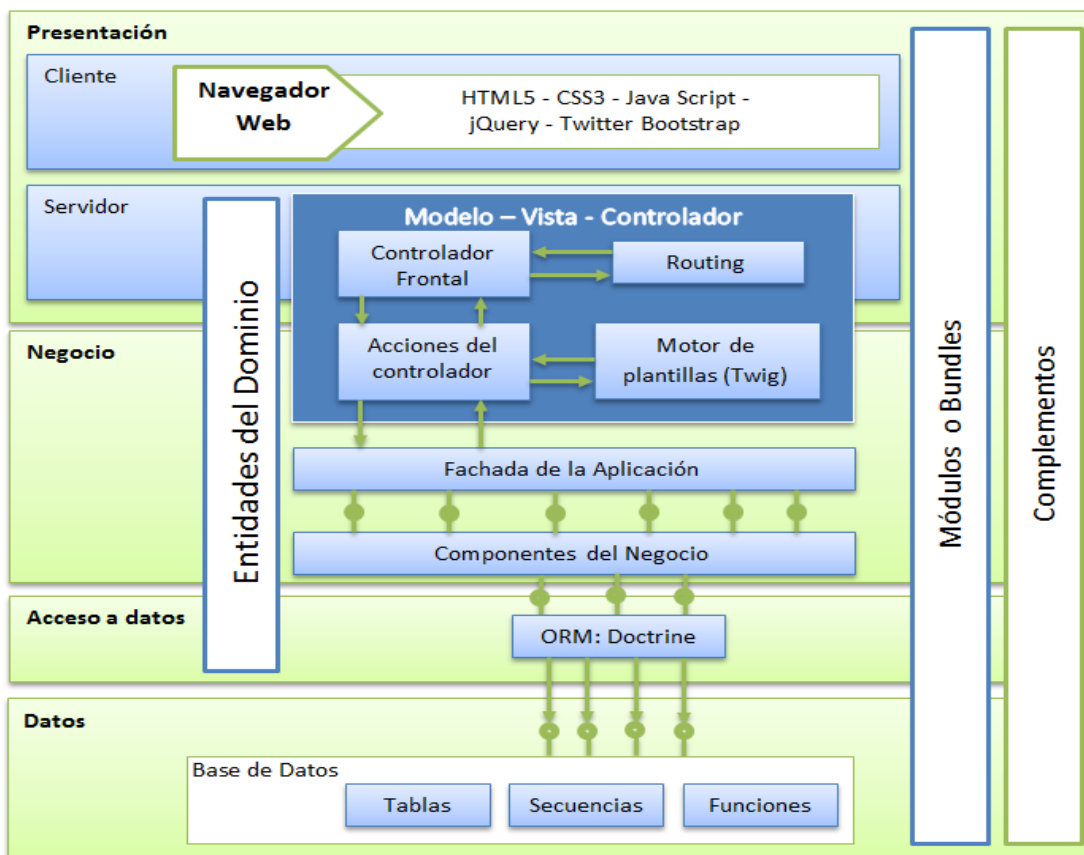 Presentación
Cliente
Navegador
Web
HTML5 - CSS3 - Java Script -
jQuery - Twitter Bootstrap
Servidor
Modelo – Vista - Controlador
Controlador
Frontal
Routing
Entidades del Dominio
Negocio
Acciones del
controlador
Motor de
plantillas (Twig)
Fachada de la Aplicación
Componentes del Negocio
Acceso a datos
ORM: Doctrine
Datos
Base de Datos
Tablas
Secuencias
Funciones
Módulos o Bundles
Complementos